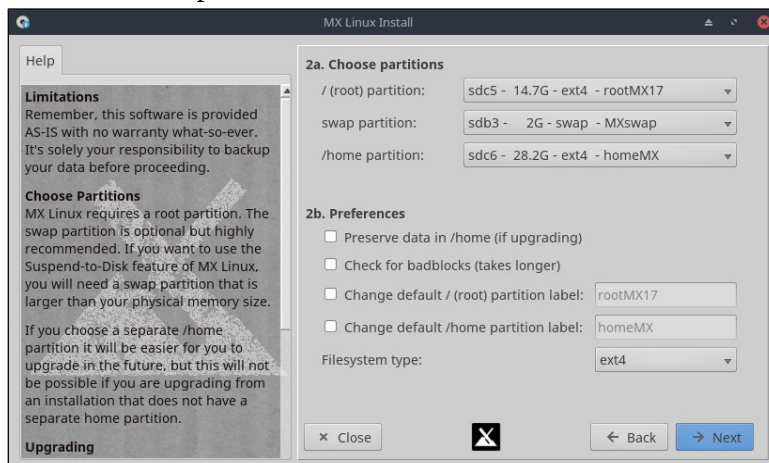 MX Linux Install
Help
Limitations
Remember, this software is provided
AS-IS with no warranty what-so-ever.
It's solely your responsibility to backup
your data before proceeding.
Choose Partitions
MX Linux requires a root partition. The
swap partition is optional but highly
recommended. If you want to use the
Suspend-to-Disk feature of MX Linux,
you will need a swap partition that is
larger than your physical memory size.
If you choose a separate /home
partition it will be easier for you to
upgrade in the future, but this will not
be possible if you are upgrading from
an installation that does not have a
separate home partition.
Upgrading
2a. Choose partitions
/ (root) partition: sdc5 - 14.7G - ext4 - rootMX17
swap partition: sdb3 - 2G - swap - MXswap
/home partition: sdc6 - 28.2G - ext4 - homeMX
2b. Preferences
Preserve data in /home (if upgrading)
Check for badblocks (takes longer)
Change default / (root) partition label: rootMX17
Change default /home partition label: homeMX
Filesystem type: ext4
Close
Back
Next